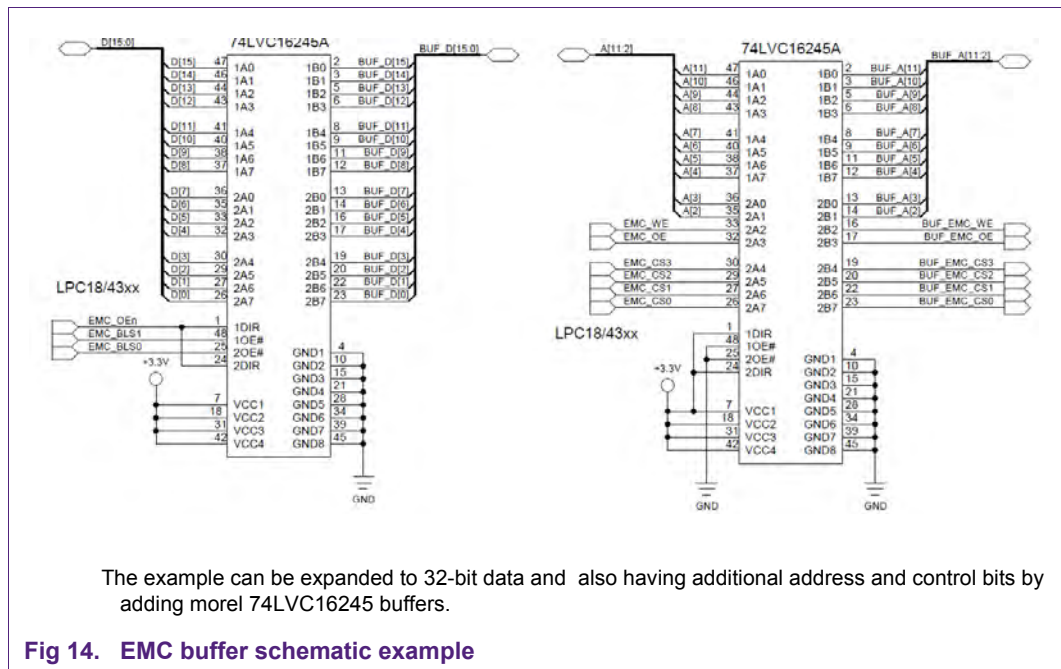 D[15:0] 74LVC16245A BUF_D[15:0]
D[15] 47 1A0 1B0 2 BUF_D[15]
D[14] 46 1A1 1B1 3 BUF_D[14]
D[13] 44 1A2 1B2 5 BUF_D[13]
D[12] 43 1A3 1B3 6 BUF_D[12]
D[11] 41 1A4 1B4 8 BUF_D[11]
D[10] 40 1A5 1B5 9 BUF_D[10]
D[9] 38 1A6 1B6 11 BUF_D[9]
D[8] 37 1A7 1B7 12 BUF_D[8]
D[7] 36 2A0 2B0 13 BUF_D[7]
D[6] 35 2A1 2B1 14 BUF_D[6]
D[5] 33 2A2 2B2 16 BUF_D[5]
D[4] 32 2A3 2B3 17 BUF_D[4]
D[3] 30 2A4 2B4 19 BUF_D[3]
D[2] 29 2A5 2B5 20 BUF_D[2]
D[1] 27 2A6 2B6 22 BUF_D[1]
D[0] 26 2A7 2B7 23 BUF_D[0]
LPC18/43xx
EMC_OEn 1 1DIR
EMC_BLS1 48 1OE#
EMC_BLS0 25 2OE# GND1 4
24 2DIR GND2 10
+3.3V
GND3 15
GND4 21
7 VCC1 GND5 28
18 VCC2 GND6 34
31 VCC3 GND7 39
42 VCC4 GND8 45
GND
A[11:2] 74LVC16245A BUF_A[11:2]
A[11] 47 1A0 1B0 2 BUF_A[11]
A[10] 46 1A1 1B1 3 BUF_A[10]
A[9] 44 1A2 1B2 5 BUF_A[9]
A[8] 43 1A3 1B3 6 BUF_A[8]
A[7] 41 1A4 1B4 8 BUF_A[7]
A[6] 40 1A5 1B5 9 BUF_A[6]
A[5] 38 1A6 1B6 11 BUF_A[5]
A[4] 37 1A7 1B7 12 BUF_A[4]
A[3] 36 2A0 2B0 13 BUF_A[3]
A[2] 35 2A1 2B1 14 BUF_A[2]
EMC_WE 33 2A2 2B2 16 BUF_EMC_WE
EMC_OE 32 2A3 2B3 17 BUF_EMC_OE
EMC_CS3 30 2A4 2B4 19 BUF_EMC_CS3
EMC_CS2 29 2A5 2B5 20 BUF_EMC_CS2
EMC_CS1 27 2A6 2B6 22 BUF_EMC_CS1
EMC_CS0 26 2A7 2B7 23 BUF_EMC_CS0
LPC18/43xx
1 1DIR
48 1OE#
25 2OE# GND1 4
24 2DIR GND2 10
+3.3V
GND3 15
GND4 21
7 VCC1 GND5 28
18 VCC2 GND6 34
31 VCC3 GND7 39
42 VCC4 GND8 45
GND GND
The example can be expanded to 32-bit data and also having additional address and control bits by
adding morel 74LVC16245 buffers.
Fig 14. EMC buffer schematic example